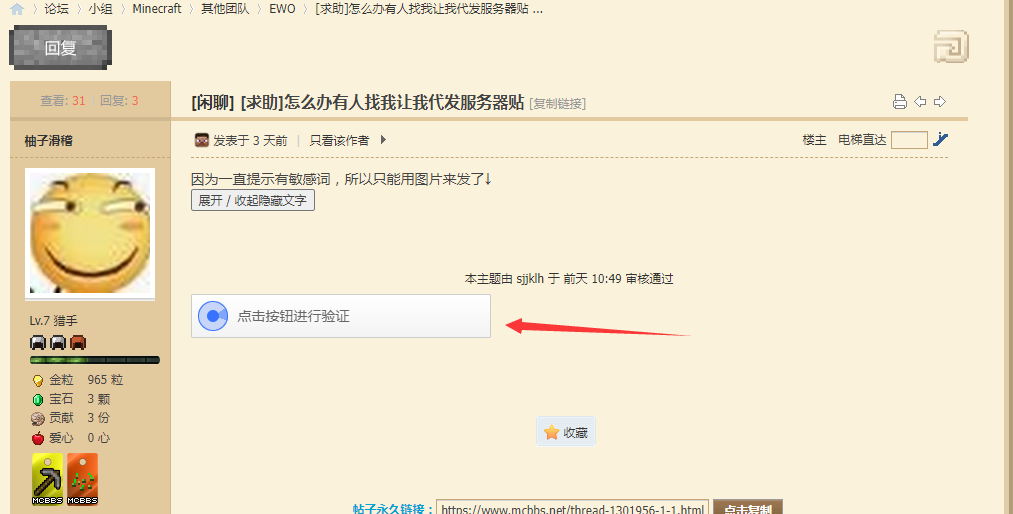 论坛 › 小组 › Minecraft › 其他团队 › EWO › [求助]怎么办有人找我让我代发服务器贴 ...
回复
查看: 31 | 回复: 3
[闲聊] [求助]怎么办有人找我让我代发服务器贴 [复制链接]
柚子滑稽
发表于 3 天前 | 只看该作者
楼主 电梯直达
因为一直提示有敏感词，所以只能用图片来发了↓
展开 / 收起隐藏文字
本主题由 sjjklh 于 前天 10:49 审核通过
点击按钮进行验证
Lv.7 猎手
金粒 965 粒
宝石 3 颗
贡献 3 份
爱心 0 心
收藏
MCBBS MCBBS
帖子永久链接： https://www.mcbbs.net/thread-1301956-1-1.html 点击复制